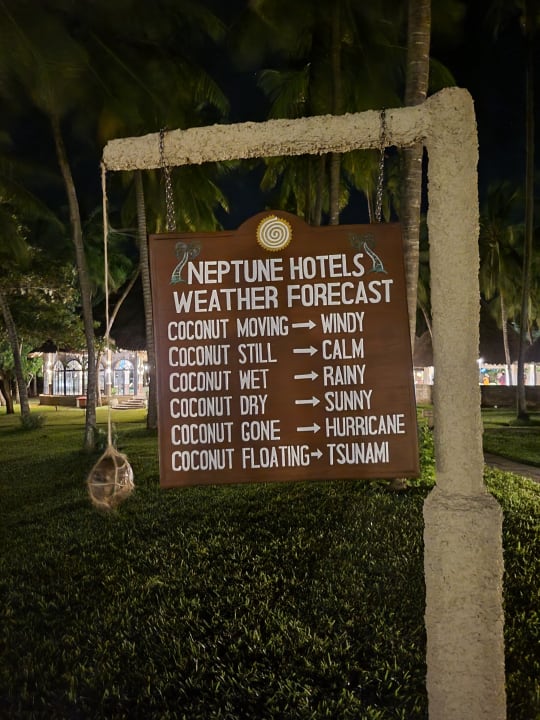 NEPTUNE HOTELS
WEATHER FORECAST
COCONUT MOVING → WINDY
COCONUT STILL → CALM
COCONUT WET → RAINY
COCONUT DRY → SUNNY
COCONUT GONE → HURRICANE
COCONUT FLOATING → TSUNAMI